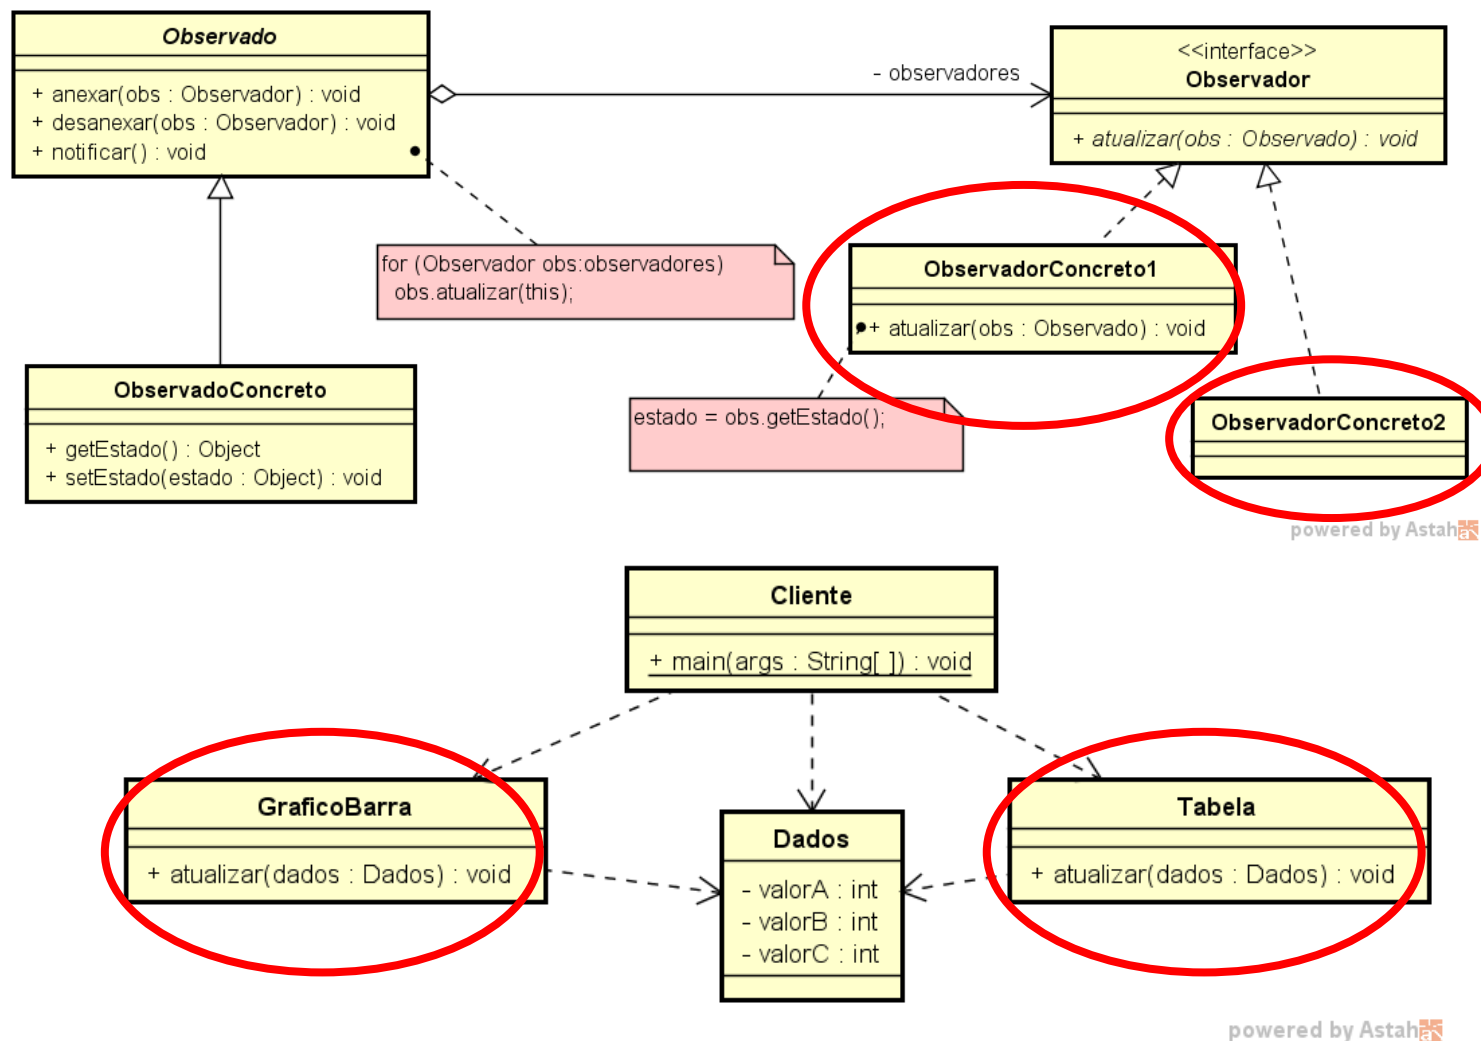 Observado
+ anexar(obs : Observador) : void
+ desanexar(obs : Observador) : void
+ notificar() : void
- observadores
<<interface>>
Observador
+ atualizar(obs : Observado) : void
for (Observador obs:observadores)
obs.atualizar(this);
ObservadorConcreto1
+ atualizar(obs : Observado) : void
ObservadoConcreto
+ getEstado() : Object
+ setEstado(estado : Object) : void
estado = obs.getEstado();
ObservadorConcreto2
powered by Astah
Cliente
+ main(args : String[ ]) : void
GraficoBarra
+ atualizar(dados : Dados) : void
Dados
- valorA : int
- valorB : int
- valorC : int
Tabela
+ atualizar(dados : Dados) : void
powered by Astah